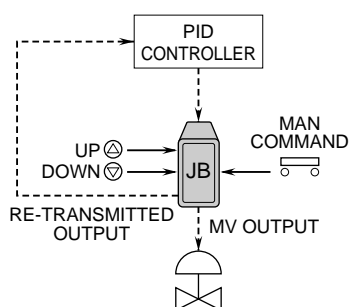 PID
CONTROLLER
UP
DOWN
JB
MAN
COMMAND
RE-TRANSMITTED
OUTPUT
MV OUTPUT